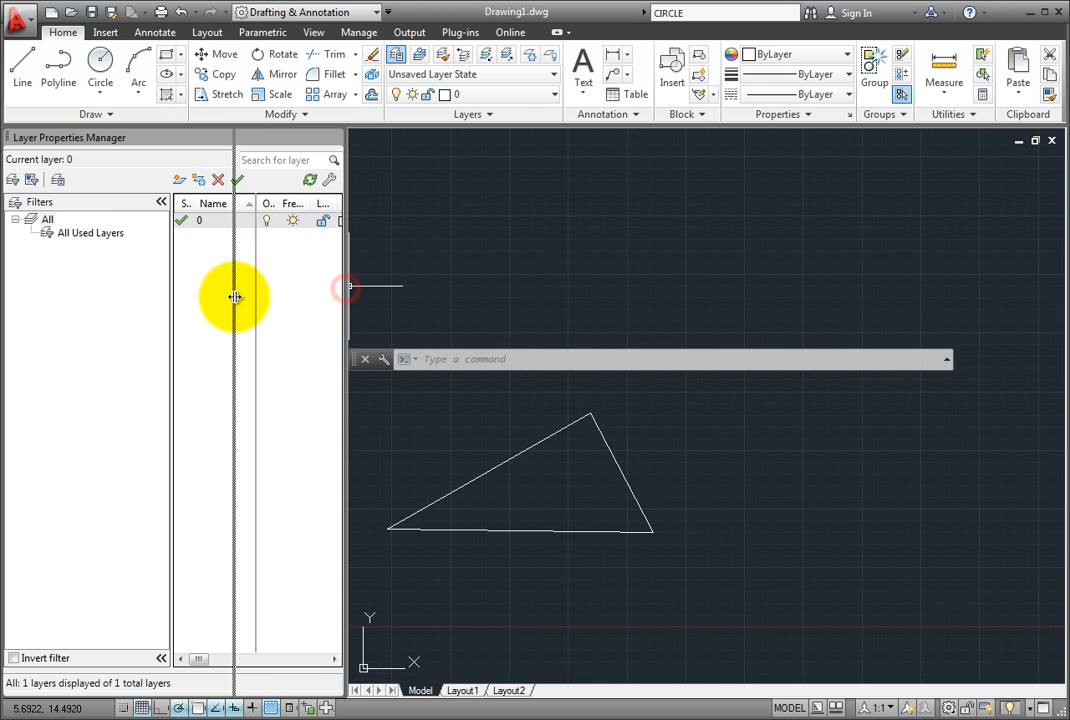 Drafting & Annotation
Drawing1.dwg
CIRCLE
Sign In
Home
Insert
Annotate
Layout
Parametric
View
Manage
Output
Plug-ins
Online
Line
Polyline
Circle
Arc
Move
Rotate
Trim
Copy
Mirror
Fillet
Stretch
Scale
Array
Unsaved Layer State
0
Text
Table
Insert
ByLayer
ByLayer
ByLayer
Group
Measure
Paste
Draw
Modify
Layers
Annotation
Block
Properties
Groups
Utilities
Clipboard
Layer Properties Manager
Current layer: 0
Search for layer
Filters
All
All Used Layers
S.. Name O.. Fre... L...
0
Type a command
Y
X
Invert filter
All: 1 layers displayed of 1 total layers
Model
Layout1
Layout2
5.6922, 14.4920
MODEL
1:1